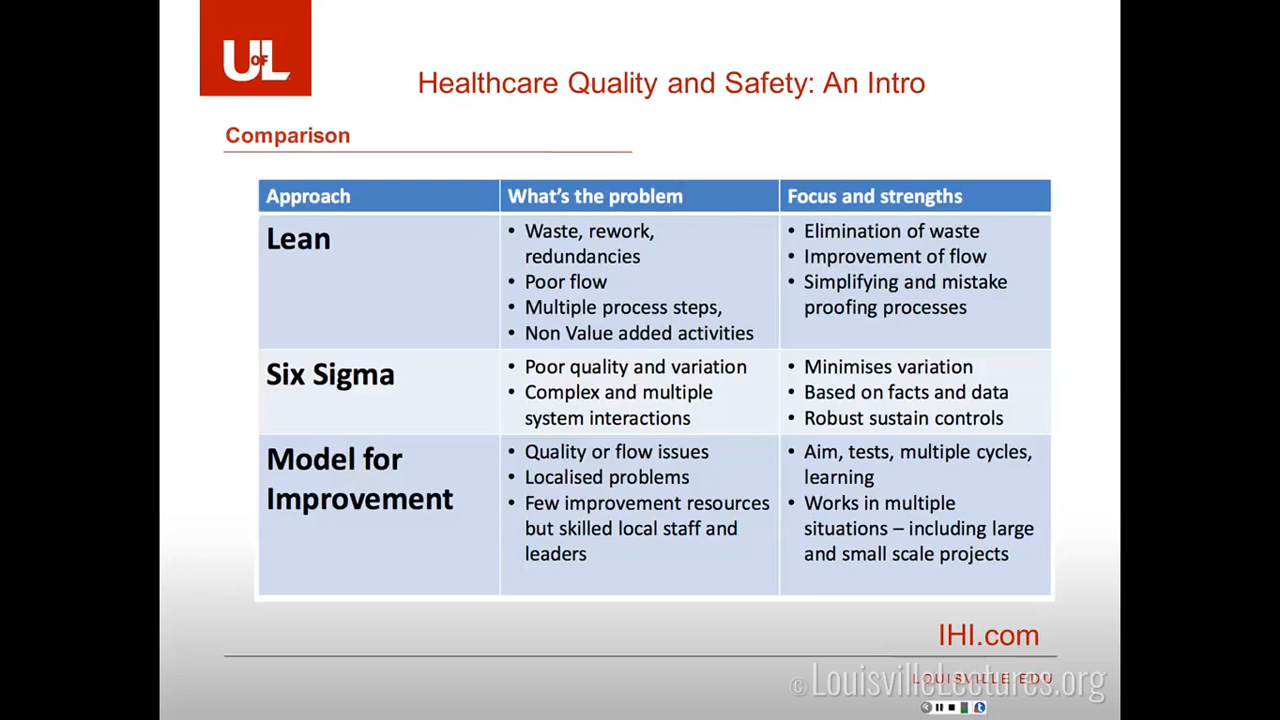 UofL
Healthcare Quality and Safety: An Intro
Comparison
Approach
What's the problem
Focus and strengths
Lean
• Waste, rework,
redundancies
• Poor flow
• Multiple process steps,
• Non Value added activities
• Elimination of waste
• Improvement of flow
• Simplifying and mistake
proofing processes
Six Sigma
• Poor quality and variation
• Complex and multiple
system interactions
• Minimises variation
• Based on facts and data
• Robust sustain controls
Model for
Improvement
• Quality or flow issues
• Localised problems
• Few improvement resources
but skilled local staff and
leaders
• Aim, tests, multiple cycles,
learning
• Works in multiple
situations – including large
and small scale projects
IHI.com
LOUISVILLE.EDU
© LouisvilleLectures.org